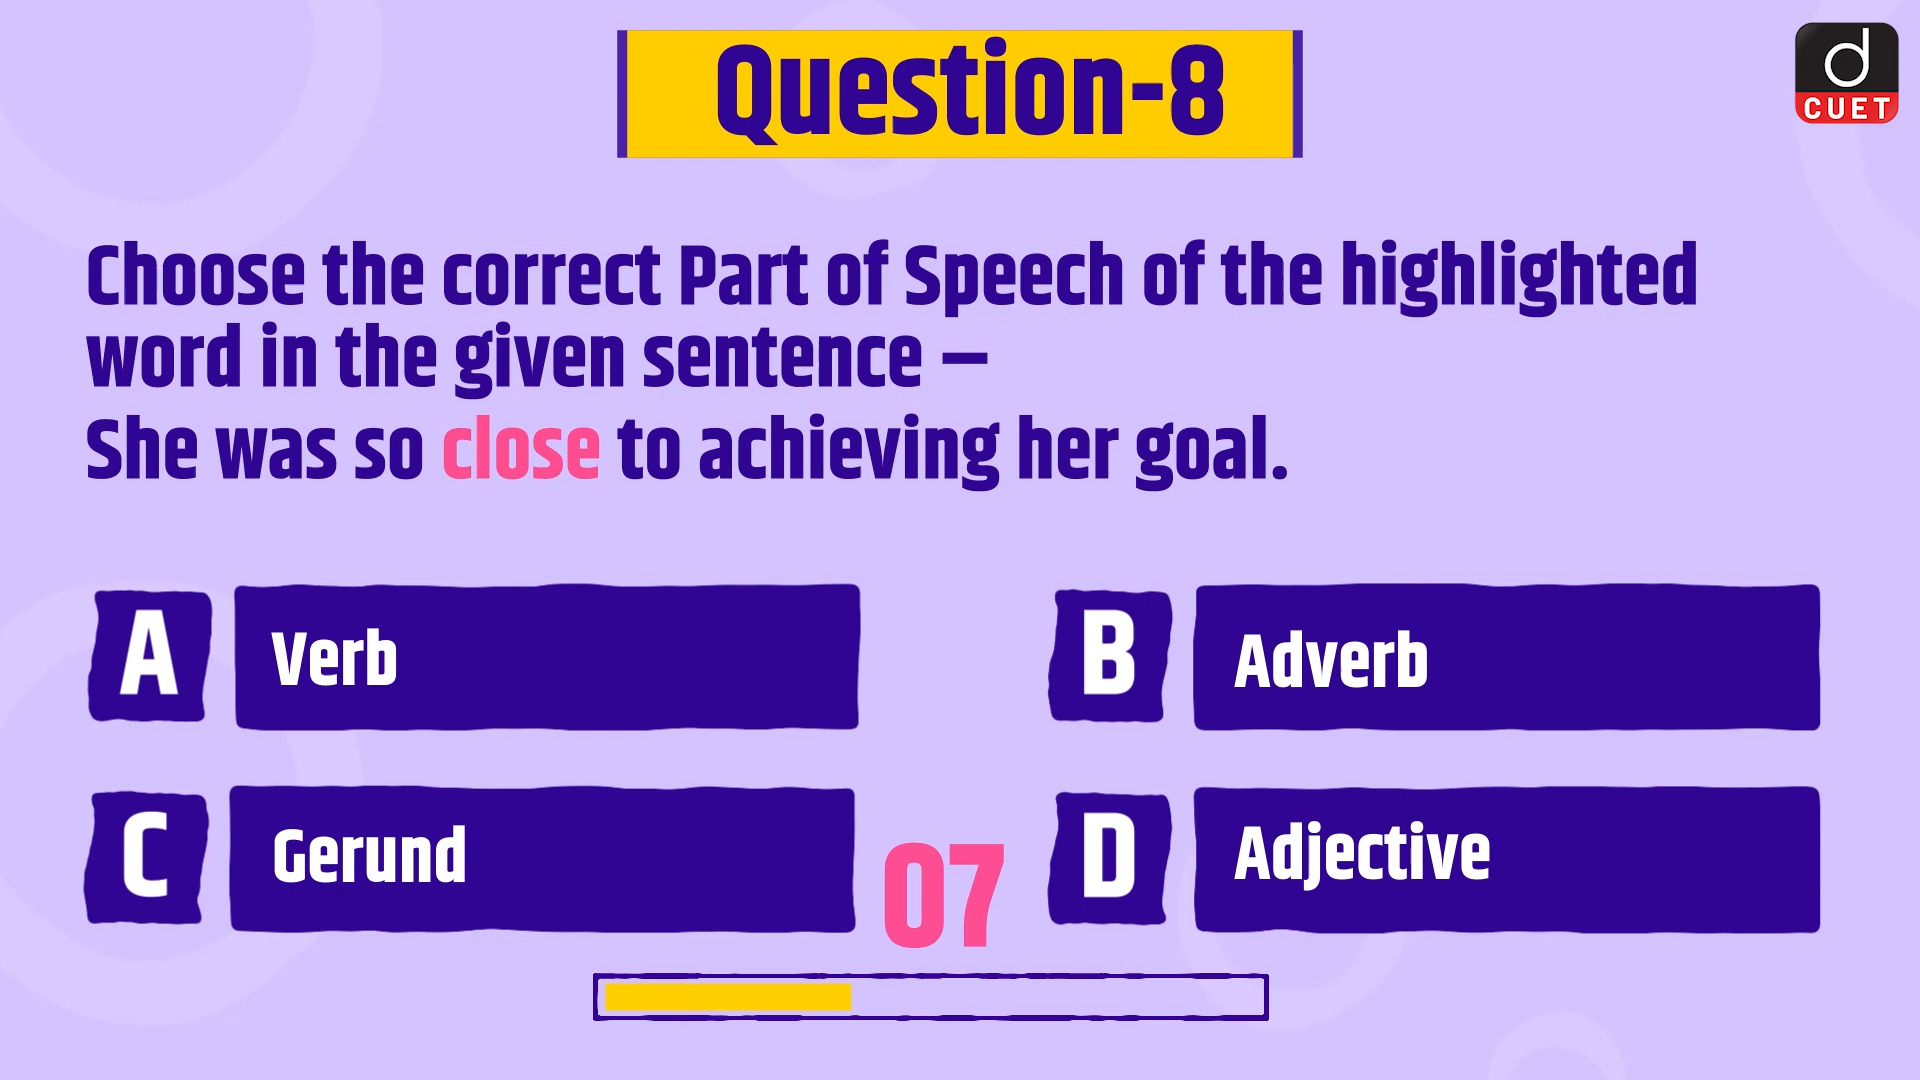 Question-8
d
CUET
Choose the correct Part of Speech of the highlighted
word in the given sentence –
She was so close to achieving her goal.
A Verb
B Adverb
C Gerund
D Adjective
07